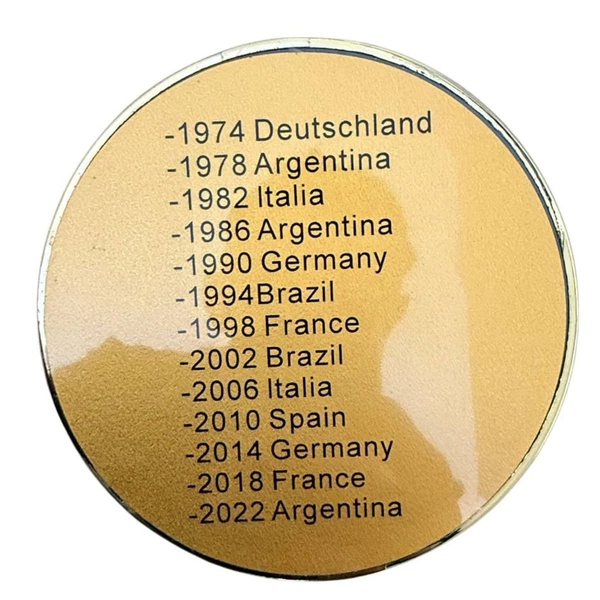 -1974 Deutschland
-1978 Argentina
-1982 Italia
-1986 Argentina
-1990 Germany
-1994Brazil
-1998 France
-2002 Brazil
-2006 Italia
-2010 Spain
-2014 Germany
-2018 France
-2022 Argentina